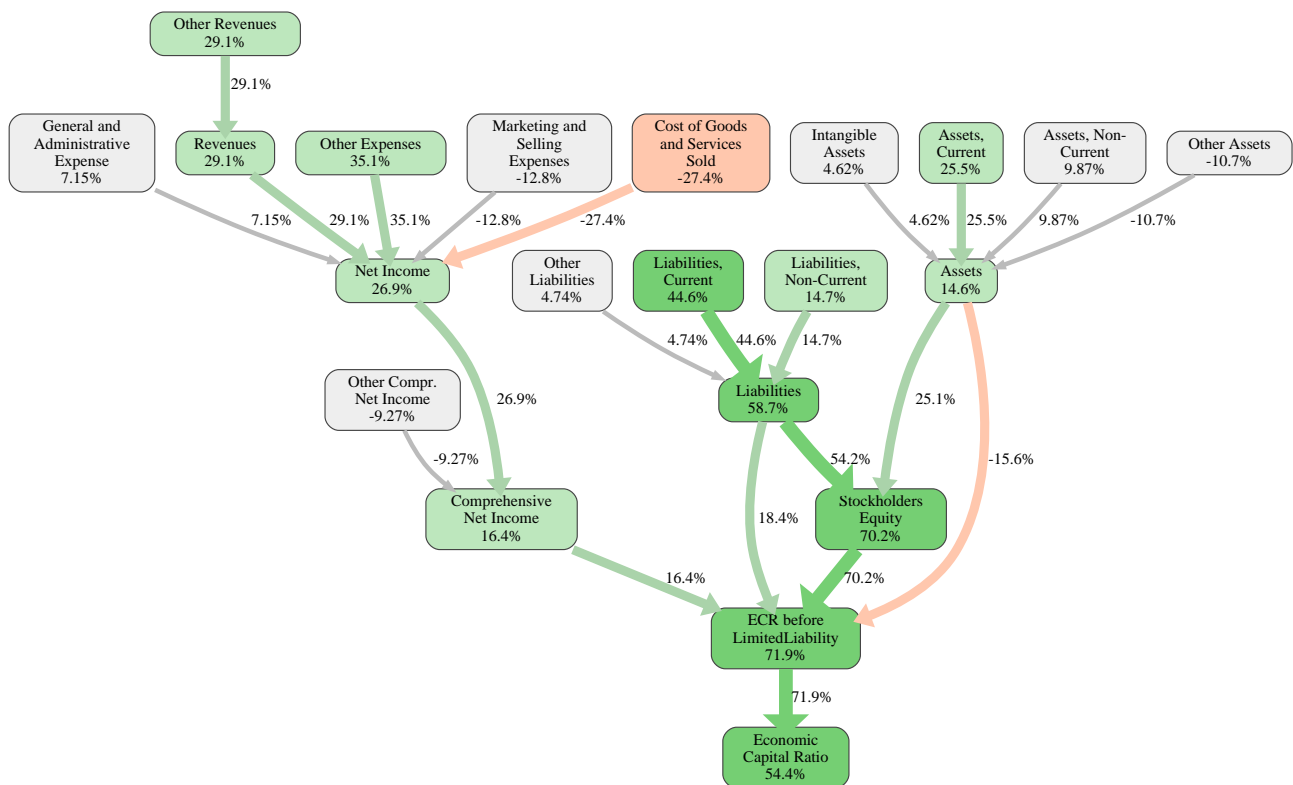 Other Revenues
29.1%
29.1%
General and
Administrative
Expense
7.15%
Revenues
29.1%
Other Expenses
35.1%
Marketing and
Selling
Expenses
-12.8%
Cost of Goods
and Services
Sold
-27.4%
Intangible
Assets
4.62%
Assets,
Current
25.5%
Assets, Non-
Current
9.87%
Other Assets
-10.7%
7.15%
29.1%
35.1%
-12.8%
-27.4%
4.62%
25.5%
9.87%
-10.7%
Net Income
26.9%
Other
Liabilities
4.74%
Liabilities,
Current
44.6%
Liabilities,
Non-Current
14.7%
Assets
14.6%
4.74%
44.6%
14.7%
Other Compr.
Net Income
-9.27%
26.9%
Liabilities
58.7%
25.1%
-9.27%
54.2%
-15.6%
Comprehensive
Net Income
16.4%
18.4%
Stockholders
Equity
70.2%
16.4%
70.2%
ECR before
LimitedLiability
71.9%
71.9%
Economic
Capital Ratio
54.4%